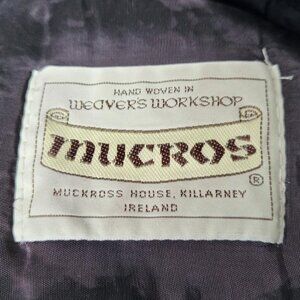 HAND WOVEN IN
WEAVERS WORKSHOP
MUCROS
®
MUCKROSS HOUSE, KILLARNEY
IRELAND